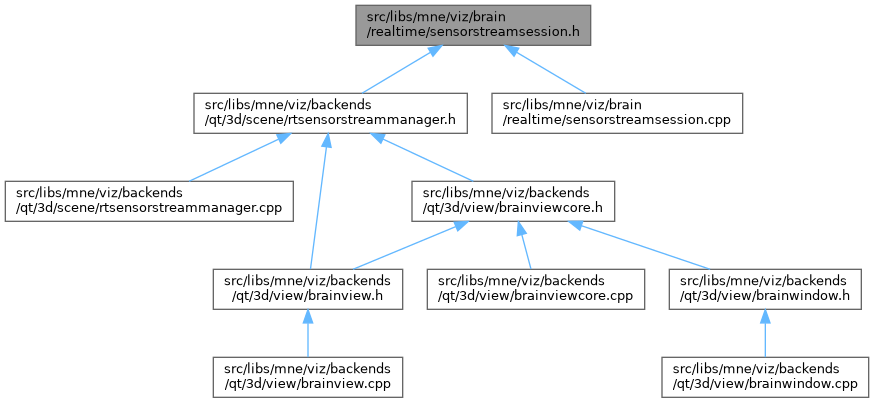 src/libs/mne/viz/brain
/realtime/sensorstreamsession.h
src/libs/mne/viz/backends
/qt/3d/scene/rtsensorstreammanager.h
src/libs/mne/viz/brain
/realtime/sensorstreamsession.cpp
src/libs/mne/viz/backends
/qt/3d/scene/rtsensorstreammanager.cpp
src/libs/mne/viz/backends
/qt/3d/view/brainviewcore.h
src/libs/mne/viz/backends
/qt/3d/view/brainview.h
src/libs/mne/viz/backends
/qt/3d/view/brainviewcore.cpp
src/libs/mne/viz/backends
/qt/3d/view/brainwindow.h
src/libs/mne/viz/backends
/qt/3d/view/brainview.cpp
src/libs/mne/viz/backends
/qt/3d/view/brainwindow.cpp